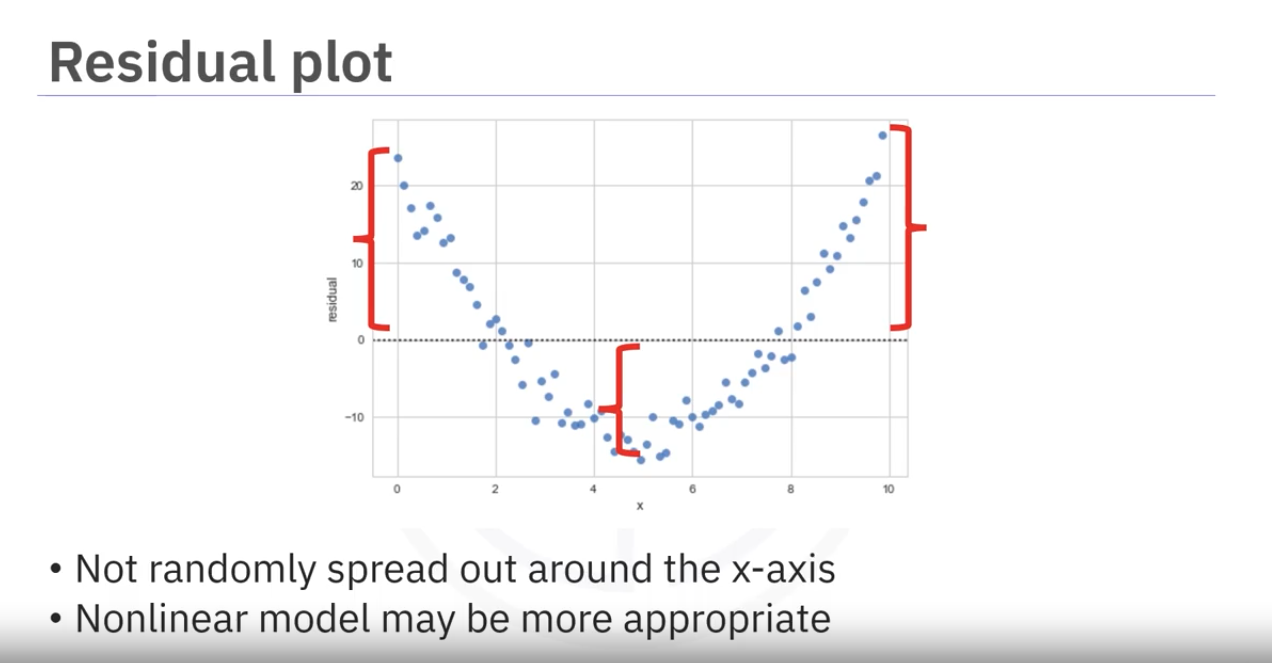 Residual plot
20
10
0
−10
residual
0 2 4 6 8 10
x
• Not randomly spread out around the x-axis
• Nonlinear model may be more appropriate